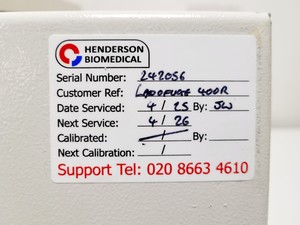 HENDERSON
BIOMEDICAL
Serial Number: 242056
Customer Ref: LABOFUGE 400R
Date Serviced: 4 / 25 By: JW
Next Service: 4 / 26
Calibrated: / By:
Next Calibration: /
Support Tel: 020 8663 4610